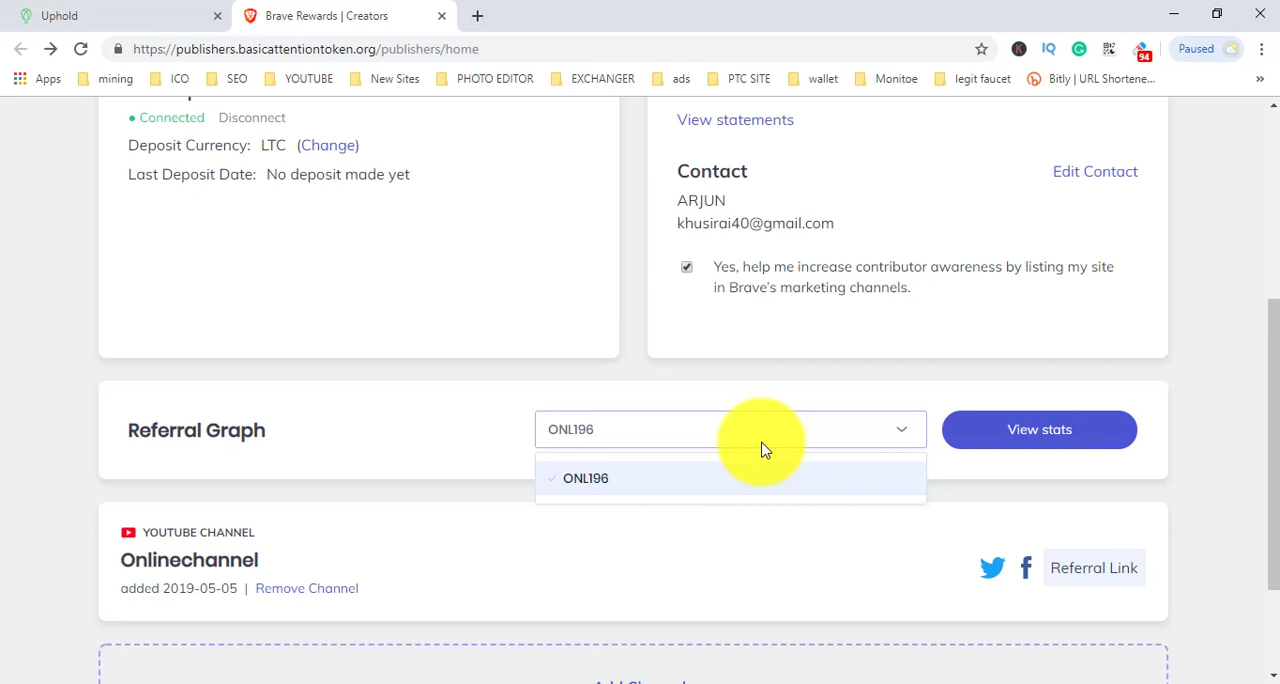 Uphold
Brave Rewards | Creators
https://publishers.basicattentiontoken.org/publishers/home
Paused
94
Apps
mining
ICO
SEO
YOUTUBE
New Sites
PHOTO EDITOR
EXCHANGER
ads
PTC SITE
wallet
Monitoe
legit faucet
Bitly | URL Shortene...
Connected Disconnect
Deposit Currency: LTC (Change)
Last Deposit Date: No deposit made yet
View statements
Contact
Edit Contact
ARJUN
khusirai40@gmail.com
Yes, help me increase contributor awareness by listing my site
in Brave's marketing channels.
Referral Graph
ONL196
View stats
ONL196
YOUTUBE CHANNEL
Onlinechannel
added 2019-05-05 | Remove Channel
Referral Link